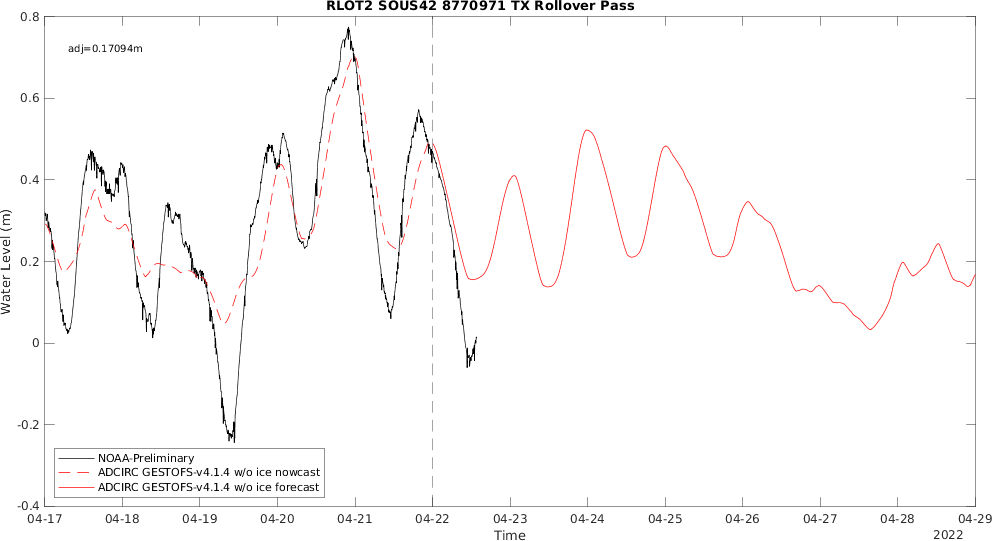 RLOT2 SOUS42 8770971 TX Rollover Pass
adj=0.17094m
Water Level (m)
0.8
0.6
0.4
0.2
0
-0.2
-0.4
NOAA-Preliminary
ADCIRC GESTOFS-v4.1.4 w/o ice nowcast
ADCIRC GESTOFS-v4.1.4 w/o ice forecast
04-17 04-18 04-19 04-20 04-21 04-22 04-23 04-24 04-25 04-26 04-27 04-28 04-29
Time
2022